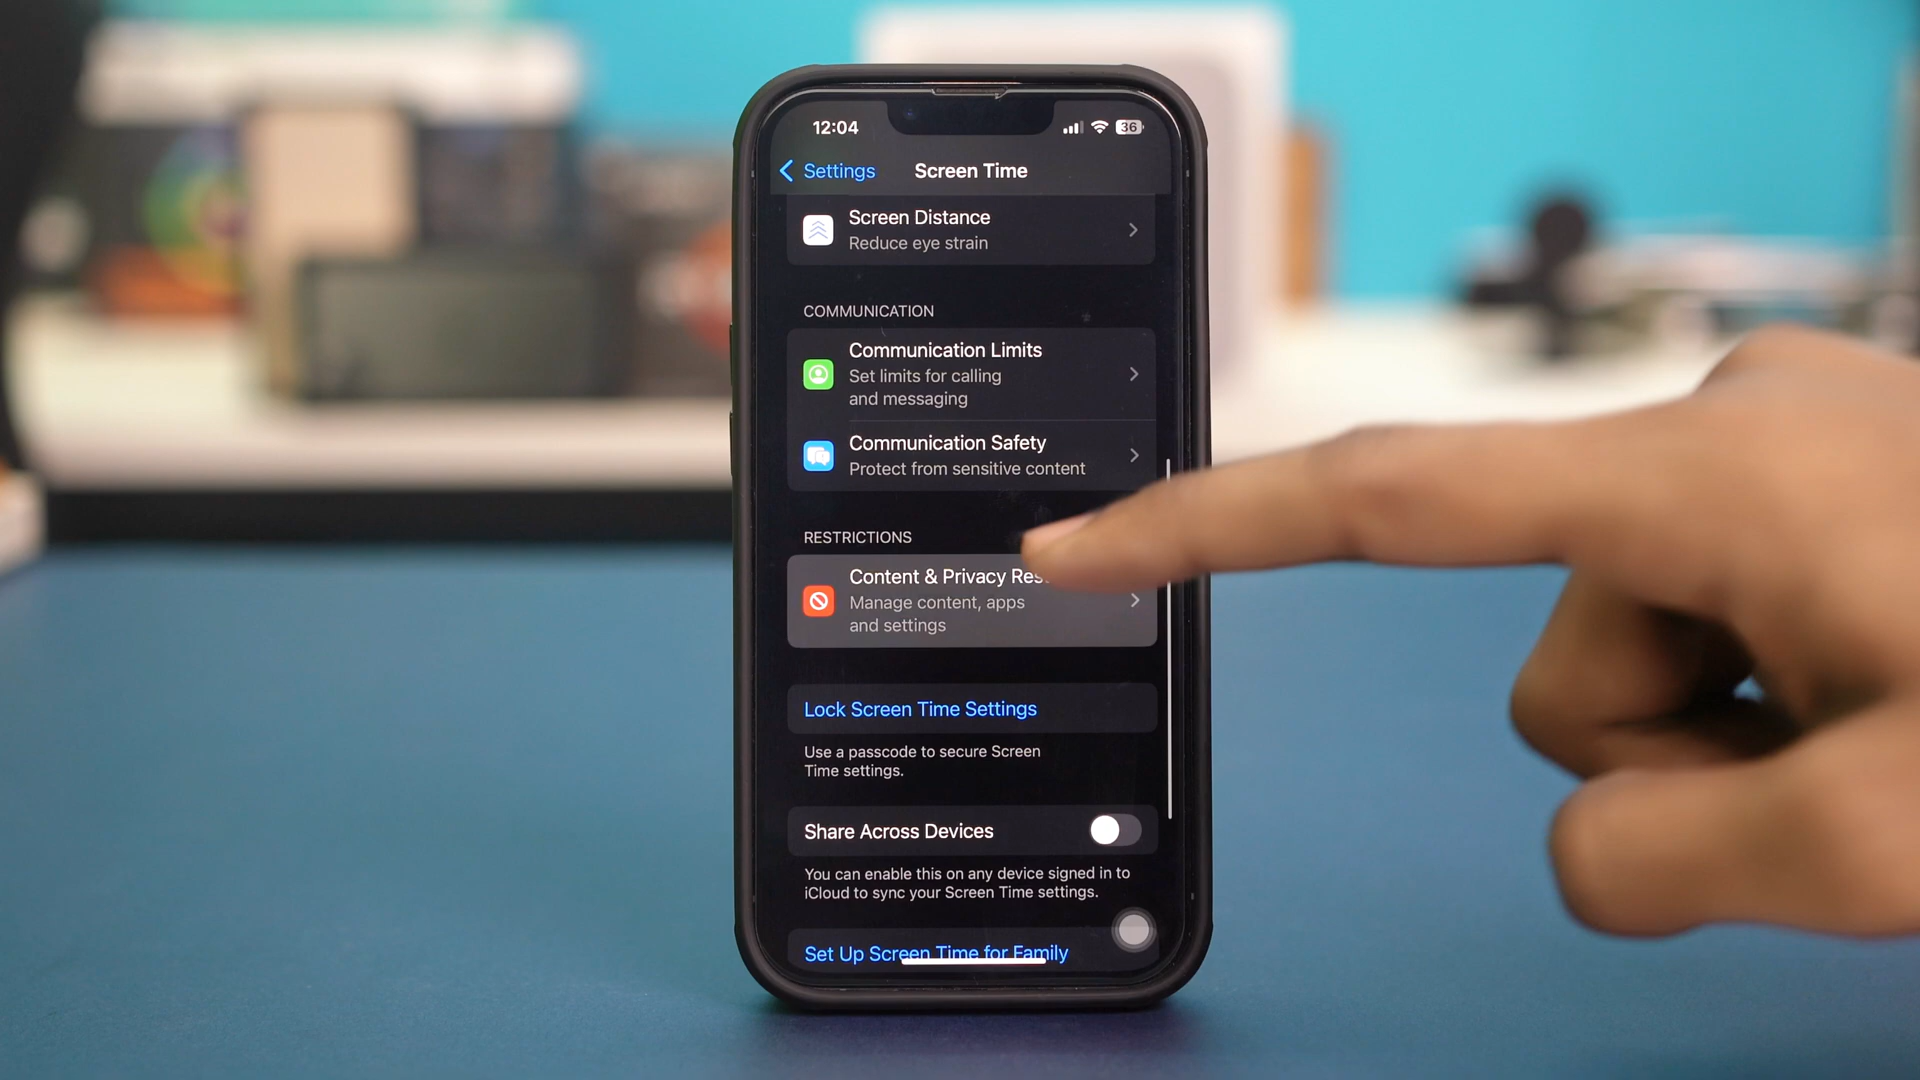 12:04
36
Settings
Screen Time
Screen Distance
Reduce eye strain
COMMUNICATION
Communication Limits
Set limits for calling
and messaging
Communication Safety
Protect from sensitive content
RESTRICTIONS
Content & Privacy Res
Manage content, apps
and settings
Lock Screen Time Settings
Use a passcode to secure Screen
Time settings.
Share Across Devices
You can enable this on any device signed in to
iCloud to sync your Screen Time settings.
Set Up Screen Time for Family